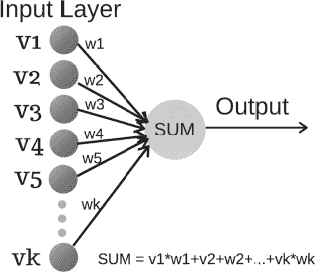 Input Layer
v1
w1
v2
w2
v3
w3
v4
w4
v5
w5
wk
vk
SUM
Output
SUM = v1*w1+v2+w2+...+vk*wk